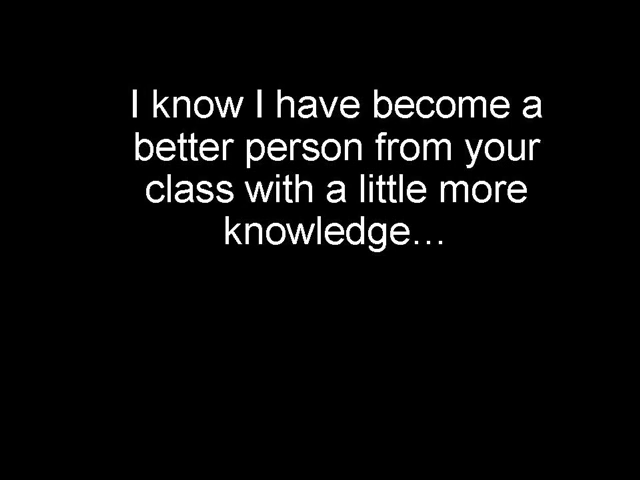 I know I have become a
better person from your
class with a little more
knowledge...